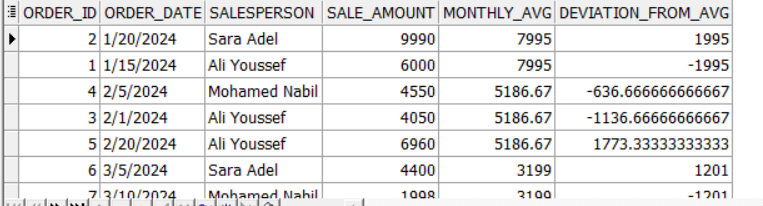 ORDER_ID ORDER_DATE SALESPERSON SALE_AMOUNT MONTHLY_AVG DEVIATION_FROM_AVG
2 1/20/2024 Sara Adel 9990 7995 1995
1 1/15/2024 Ali Youssef 6000 7995 -1995
4 2/5/2024 Mohamed Nabil 4550 5186.67 -636.666666666667
3 2/1/2024 Ali Youssef 4050 5186.67 -1136.66666666667
5 2/20/2024 Ali Youssef 6960 5186.67 1773.33333333333
6 3/5/2024 Sara Adel 4400 3199 1201
7 3/10/2024 Mohamed Nabil 1998 3199 -1201